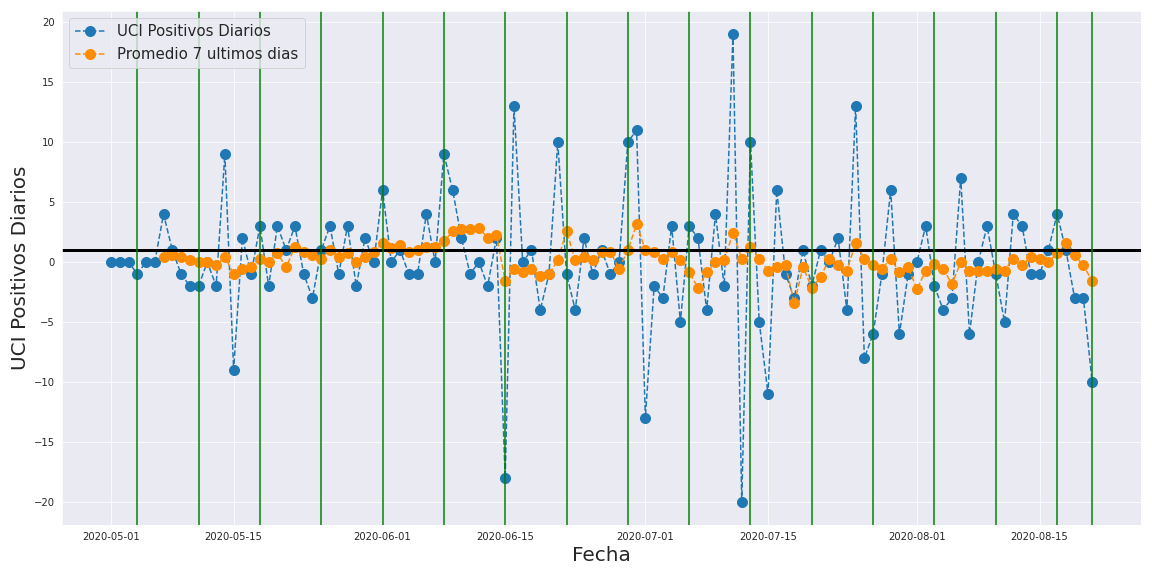 UCI Positivos Diarios
Promedio 7 ultimos dias
UCI Positivos Diarios
20
15
10
5
0
−5
−10
−15
−20
2020-05-01 2020-05-15 2020-06-01 2020-06-15 2020-07-01 2020-07-15 2020-08-01 2020-08-15
Fecha